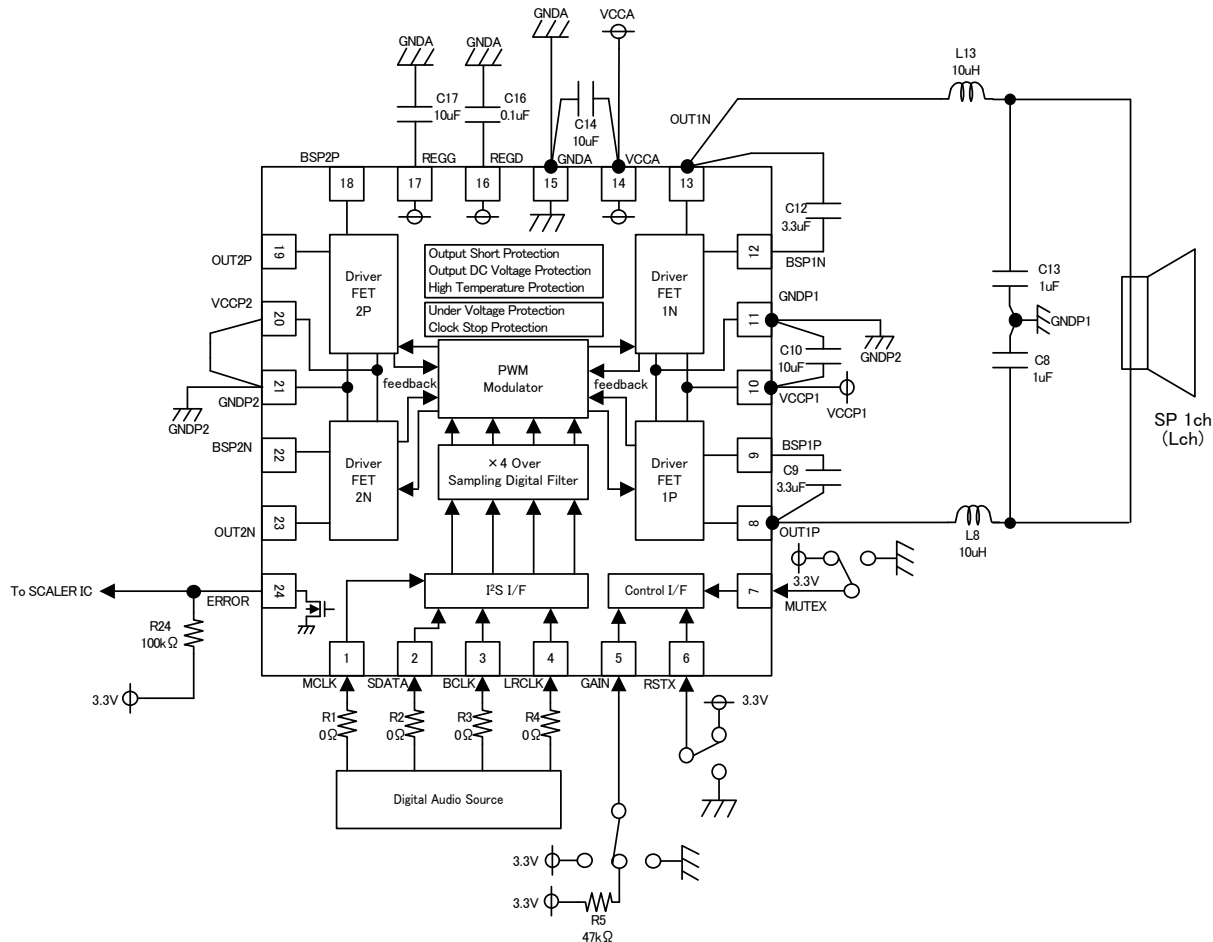 GNDA
VCCA
GNDA
GNDA
L13
10uH
C17
10uF
C16
0.1uF
C14
10uF
OUT1N
BSP2P
REGG
REGD
GNDA
VCCA
18
17
16
15
14
13
C12
3.3uF
19
OUT2P
Driver
FET
2P
Output Short Protection
Output DC Voltage Protection
High Temperature Protection
Under Voltage Protection
Clock Stop Protection
Driver
FET
1N
12
BSP1N
VCCP2
20
GNDP1
11
GNDP2
C13
1uF
GNDP1
C10
10uF
C8
1uF
PWM
Modulator
feedback
feedback
21
GNDP2
GNDP2
10
VCCP1
VCCP1
SP 1ch
(Lch)
BSP2N
22
Driver
FET
2N
×4 Over
Sampling Digital Filter
Driver
FET
1P
9
BSP1P
C9
3.3uF
OUT2N
23
8
OUT1P
L8
10uH
To SCALER IC
ERROR
24
I²S I/F
Control I/F
7
3.3V
MUTEX
R24
100kΩ
3.3V
1
2
3
4
5
6
MCLK
SDATA
BCLK
LRCLK
GAIN
RSTX
R1
0Ω
R2
0Ω
R3
0Ω
R4
0Ω
3.3V
Digital Audio Source
3.3V
3.3V
R5
47kΩ